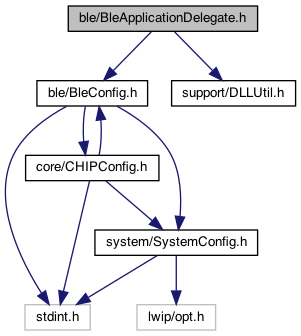 ble/BleApplicationDelegate.h
ble/BleConfig.h
support/DLLUtil.h
core/CHIPConfig.h
system/SystemConfig.h
stdint.h
lwip/opt.h